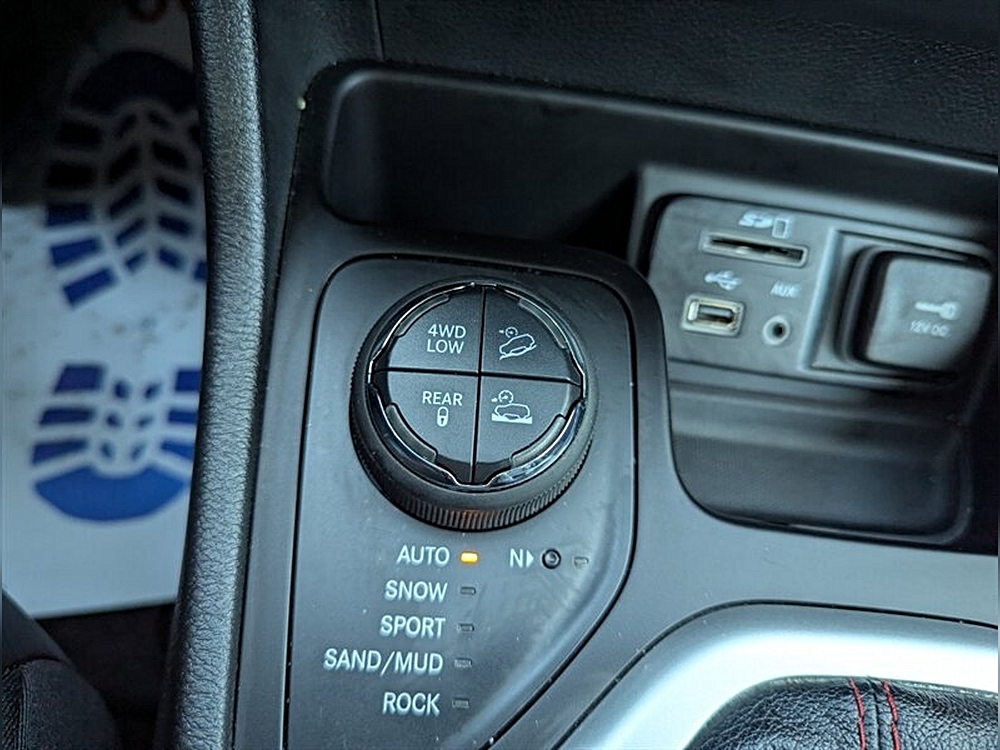 SD
AUX
12V DC
4WD
LOW
REAR
AUTO
N
SNOW
SPORT
SAND/MUD
ROCK